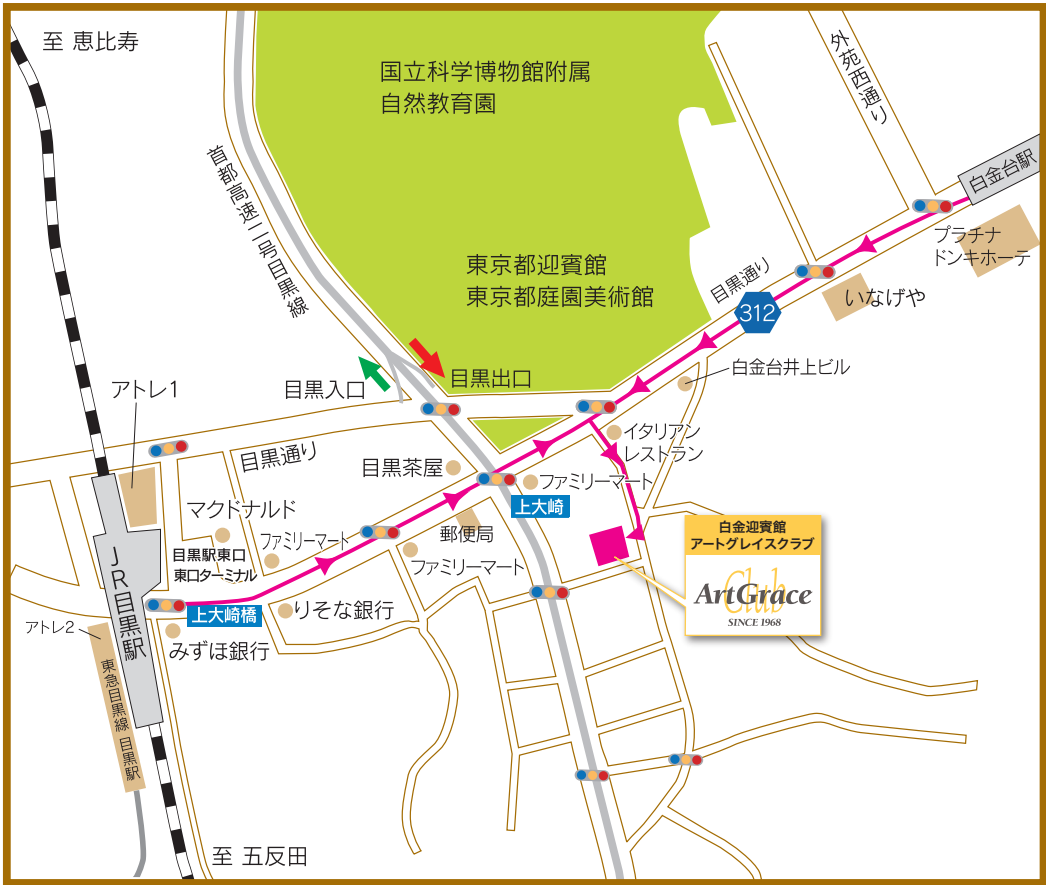 至 恵比寿
国立科学博物館附属
自然教育園
外苑西通り
白金台駅
首都高速二号目黒線
プラチナ
ドンキホーテ
東京都迎賓館
東京都庭園美術館
目黒通り
いなげや
312
白金台井上ビル
目黒入口
目黒出口
アトレ1
イタリアン
レストラン
目黒通り
目黒茶屋
ファミリーマート
上大崎
マクドナルド
郵便局
ファミリーマート
目黒駅東口
東口ターミナル
ファミリーマート
白金迎賓館
アートグレイスクラブ
Club
ArtGrace
SINCE 1968
JR目黒駅
上大崎橋
りそな銀行
アトレ2
みずほ銀行
東急目黒線 目黒駅
至 五反田